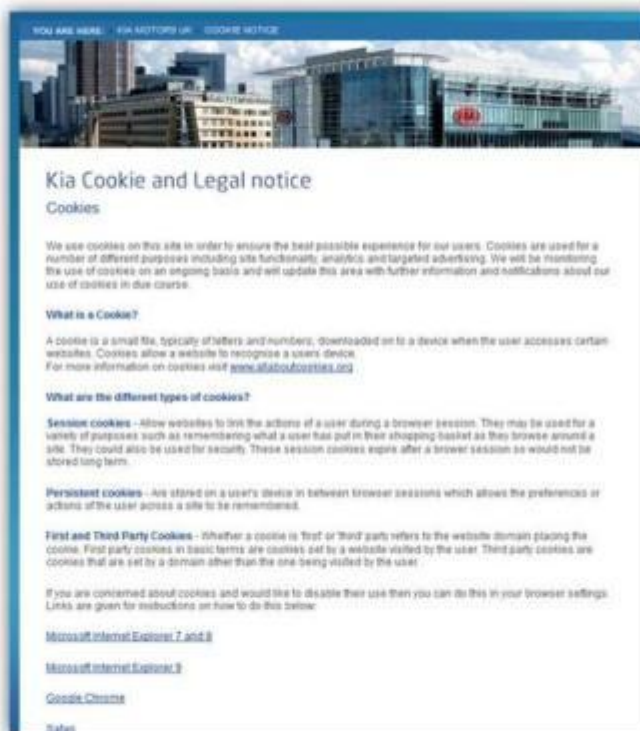 YOU ARE HERE: KIA MOTORS UK COOKIE NOTICE
KIA
Kia Cookie and Legal notice
Cookies
We use cookies on this site in order to ensure the best possible experience for our users. Cookies are used for a
number of different purposes including site functionality, analytics and targeted advertising. We will be monitoring
the use of cookies on an ongoing basis and will update this area with further information and notifications about our
use of cookies in due course.
What is a Cookie?
A cookie is a small file, typically of letters and numbers, downloaded on to a device when the user accesses certain
websites. Cookies allow a website to recognise a users device.
For more information on cookies visit www.allaboutcookies.org
What are the different types of cookies?
Session cookies - Allow websites to link the actions of a user during a browser session. They may be used for a
variety of purposes such as remembering what a user has put in their shopping basket as they browse around a
site. They could also be used for security. These session cookies expire after a brower session so would not be
stored long term.
Persistent cookies - Are stored on a user's device in between browser sessions which allows the preferences or
actions of the user across a site to be remembered.
First and Third Party Cookies - Whether a cookie is 'first' or 'third' party refers to the website domain placing the
cookie. First party cookies in basic terms are cookies set by a website visited by the user. Third party cookies are
cookies that are set by a domain other than the one being visited by the user.
If you are concerned about cookies and would like to disable their use then you can do this in your browser settings.
Links are given for instructions on how to do this below:
Microsoft Internet Explorer 7 and 8
Microsoft Internet Explorer 9
Google Chrome
Safari